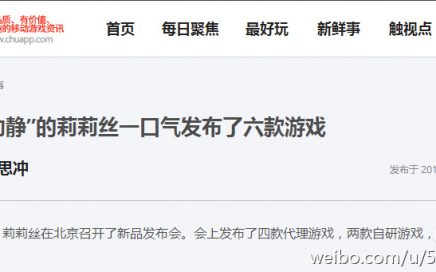 品质、有价值、
的移动游戏资讯
www.chuapp.com
首页 每日聚焦 最好玩 新鲜事 触视点
事
动静”的莉莉丝一口气发布了六款游戏
思冲
发布于 201
莉莉丝在北京召开了新品发布会。会上发布了四款代理游戏,两款自研游戏,
weibo.com/u/5